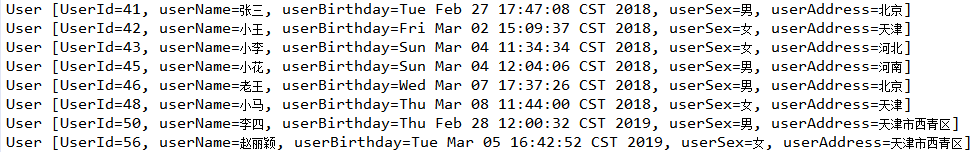 User [UserId=41, userName=张三, userBirthday=Tue Feb 27 17:47:08 CST 2018, userSex=男, userAddress=北京]
User [UserId=42, userName=小王, userBirthday=Fri Mar 02 15:09:37 CST 2018, userSex=女, userAddress=天津]
User [UserId=43, userName=小李, userBirthday=Sun Mar 04 11:34:34 CST 2018, userSex=女, userAddress=河北]
User [UserId=45, userName=小花, userBirthday=Sun Mar 04 12:04:06 CST 2018, userSex=男, userAddress=河南]
User [UserId=46, userName=老王, userBirthday=Wed Mar 07 17:37:26 CST 2018, userSex=男, userAddress=北京]
User [UserId=48, userName=小马, userBirthday=Thu Mar 08 11:44:00 CST 2018, userSex=女, userAddress=天津]
User [UserId=50, userName=李四, userBirthday=Thu Feb 28 12:00:32 CST 2019, userSex=男, userAddress=天津市西青区]
User [UserId=56, userName=赵丽颖, userBirthday=Tue Mar 05 16:42:52 CST 2019, userSex=女, userAddress=天津市西青区]